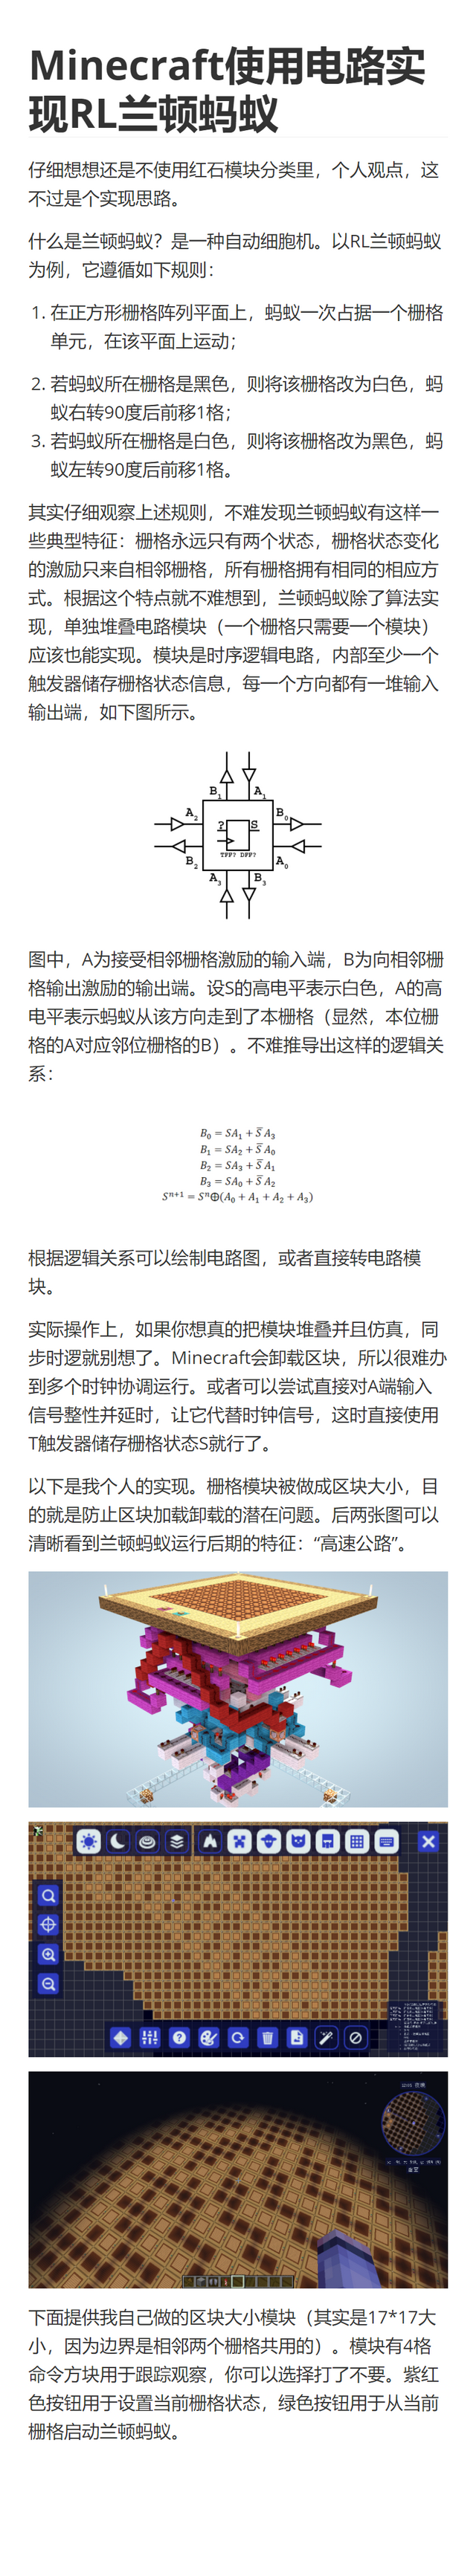 Minecraft使用电路实
现RL兰顿蚂蚁
仔细想想还是不使用红石模块分类里，个人观点，这
不过是个实现思路。
什么是兰顿蚂蚁？是一种自动细胞机。以RL兰顿蚂蚁
为例，它遵循如下规则：
1. 在正方形栅格阵列平面上，蚂蚁一次占据一个栅格
单元，在该平面上运动；
2. 若蚂蚁所在栅格是黑色，则将该栅格改为白色，蚂
蚁右转90度后前移1格；
3. 若蚂蚁所在栅格是白色，则将该栅格改为黑色，蚂
蚁左转90度后前移1格。
其实仔细观察上述规则，不难发现兰顿蚂蚁有这样一
些典型特征：栅格永远只有两个状态，栅格状态变化
的激励只来自相邻栅格，所有栅格拥有相同的相应方
式。根据这个特点就不难想到，兰顿蚂蚁除了算法实
现，单独堆叠电路模块（一个栅格只需要一个模块）
应该也能实现。模块是时序逻辑电路，内部至少一个
触发器储存栅格状态信息，每一个方向都有一堆输入
输出端，如下图所示。
B₁ A₁
A₂ B₀
? S
TFF? DFF?
B₂ A₀
A₃ B₃
图中，A为接受相邻栅格激励的输入端，B为向相邻栅
格输出激励的输出端。设S的高电平表示白色，A的高
电平表示蚂蚁从该方向走到了本栅格（显然，本位栅
格的A对应邻位栅格的B）。不难推导出这样的逻辑关
系：
B₀ = SA₁ + S̅A₃
B₁ = SA₂ + S̅A₀
B₂ = SA₃ + S̅A₁
B₃ = SA₀ + S̅A₂
Sⁿ⁺¹ = Sⁿ⊕(A₀ + A₁ + A₂ + A₃)
根据逻辑关系可以绘制电路图，或者直接转电路模
块。
实际操作上，如果你想真的把模块堆叠并且仿真，同
步时逻就别想了。Minecraft会卸载区块，所以很难办
到多个时钟协调运行。或者可以尝试直接对A端输入
信号整性并延时，让它代替时钟信号，这时直接使用
T触发器储存栅格状态S就行了。
以下是我个人的实现。栅格模块被做成区块大小，目
的就是防止区块加载卸载的潜在问题。后两张图可以
清晰看到兰顿蚂蚁运行后期的特征：“高速公路”。
下面提供我自己做的区块大小模块（其实是17*17大
小，因为边界是相邻两个栅格共用的）。模块有4格
命令方块用于跟踪观察，你可以选择打了不要。紫红
色按钮用于设置当前栅格状态，绿色按钮用于从当前
栅格启动兰顿蚂蚁。